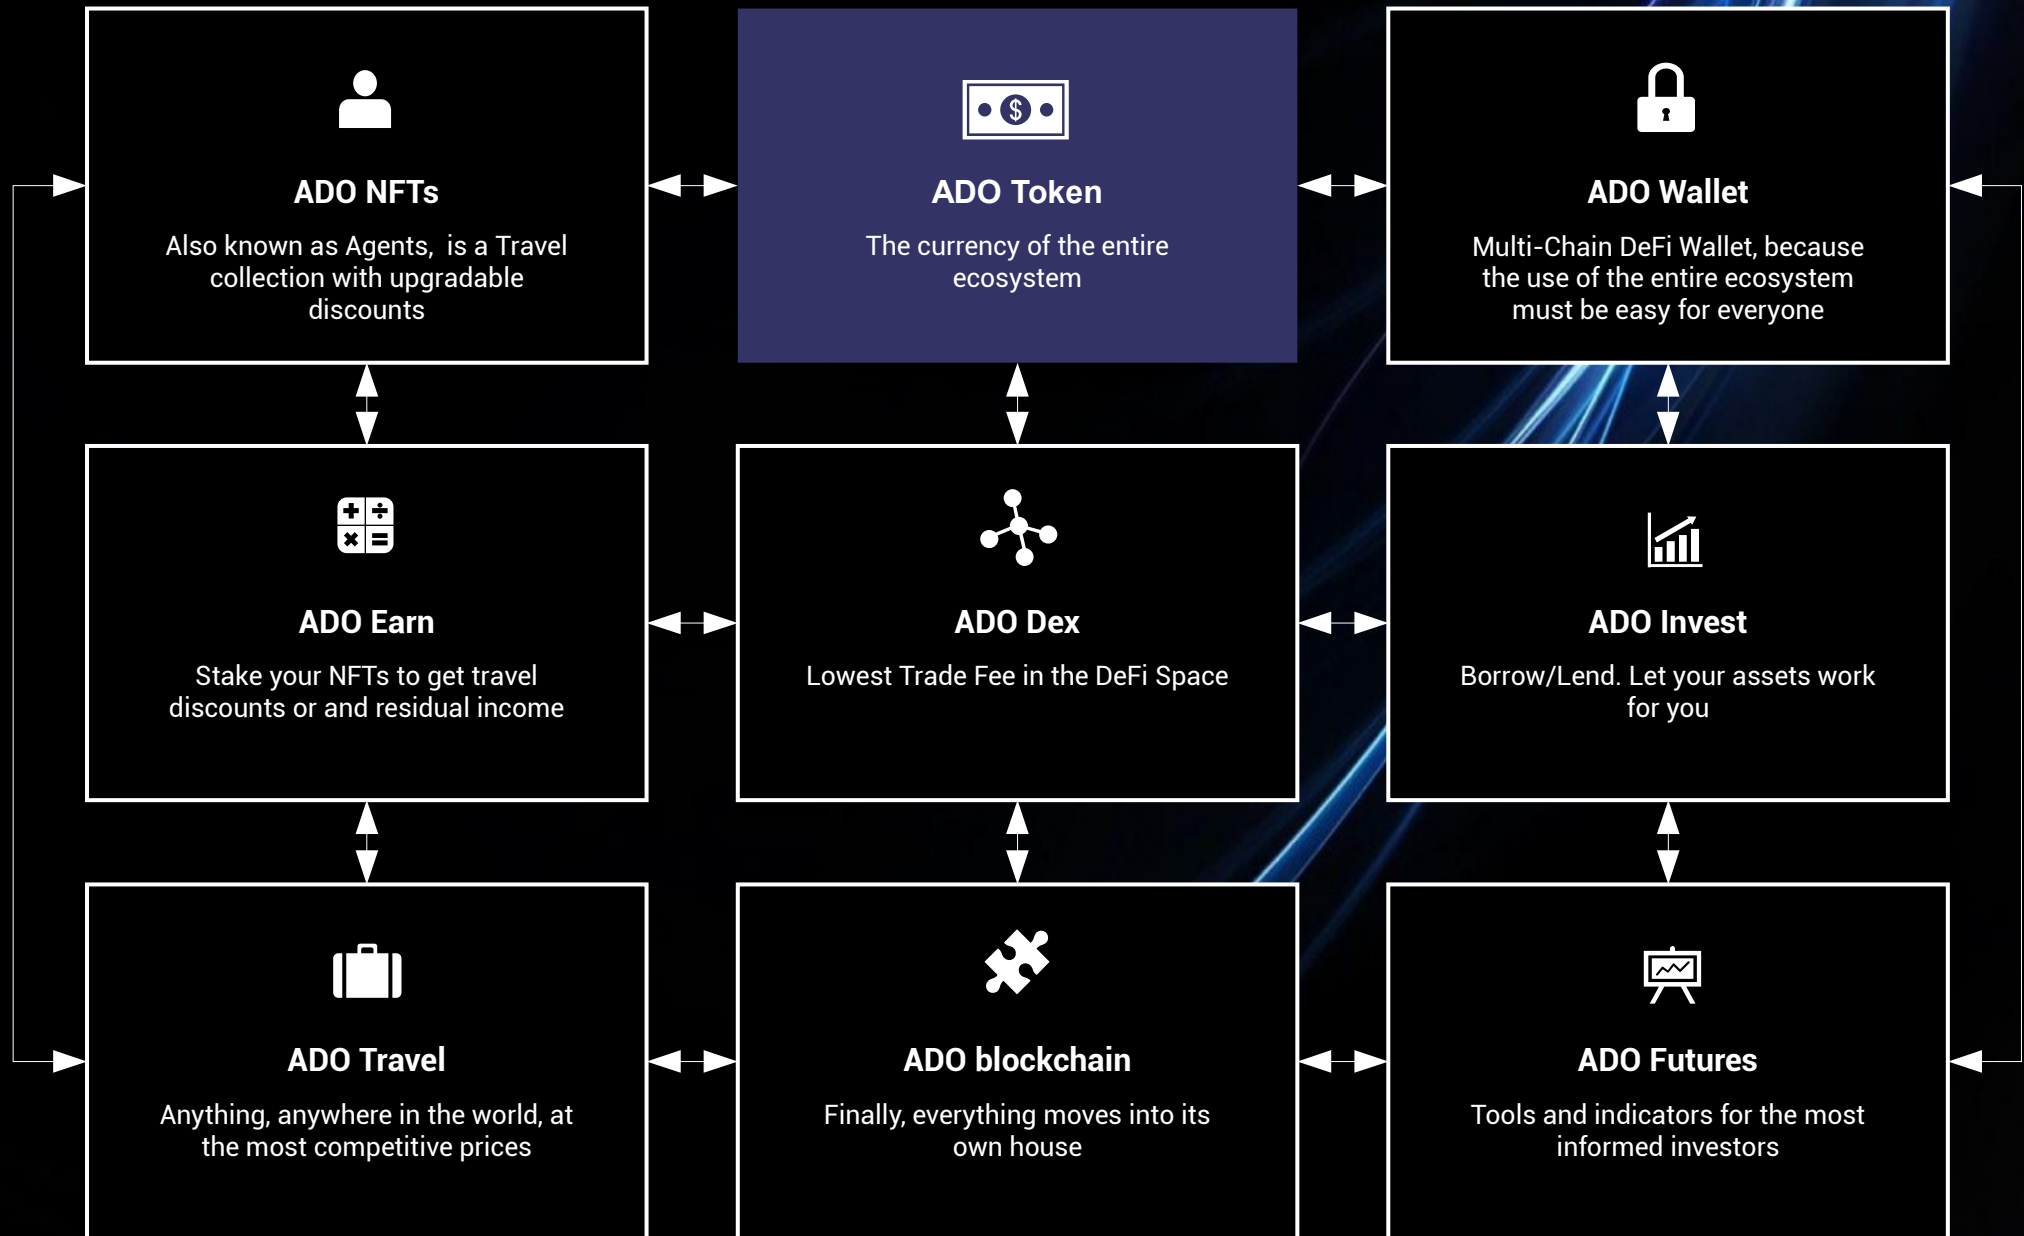 ADO NFTs
Also known as Agents,  is a Travel
collection with upgradable
discounts
$
ADO Token
The currency of the entire
ecosystem
ADO Wallet
Multi-Chain DeFi Wallet, because
the use of the entire ecosystem
must be easy for everyone
ADO Earn
Stake your NFTs to get travel
discounts or and residual income
ADO Dex
Lowest Trade Fee in the DeFi Space
ADO Invest
Borrow/Lend. Let your assets work
for you
ADO Travel
Anything, anywhere in the world, at
the most competitive prices
ADO blockchain
Finally, everything moves into its
own house
ADO Futures
Tools and indicators for the most
informed investors